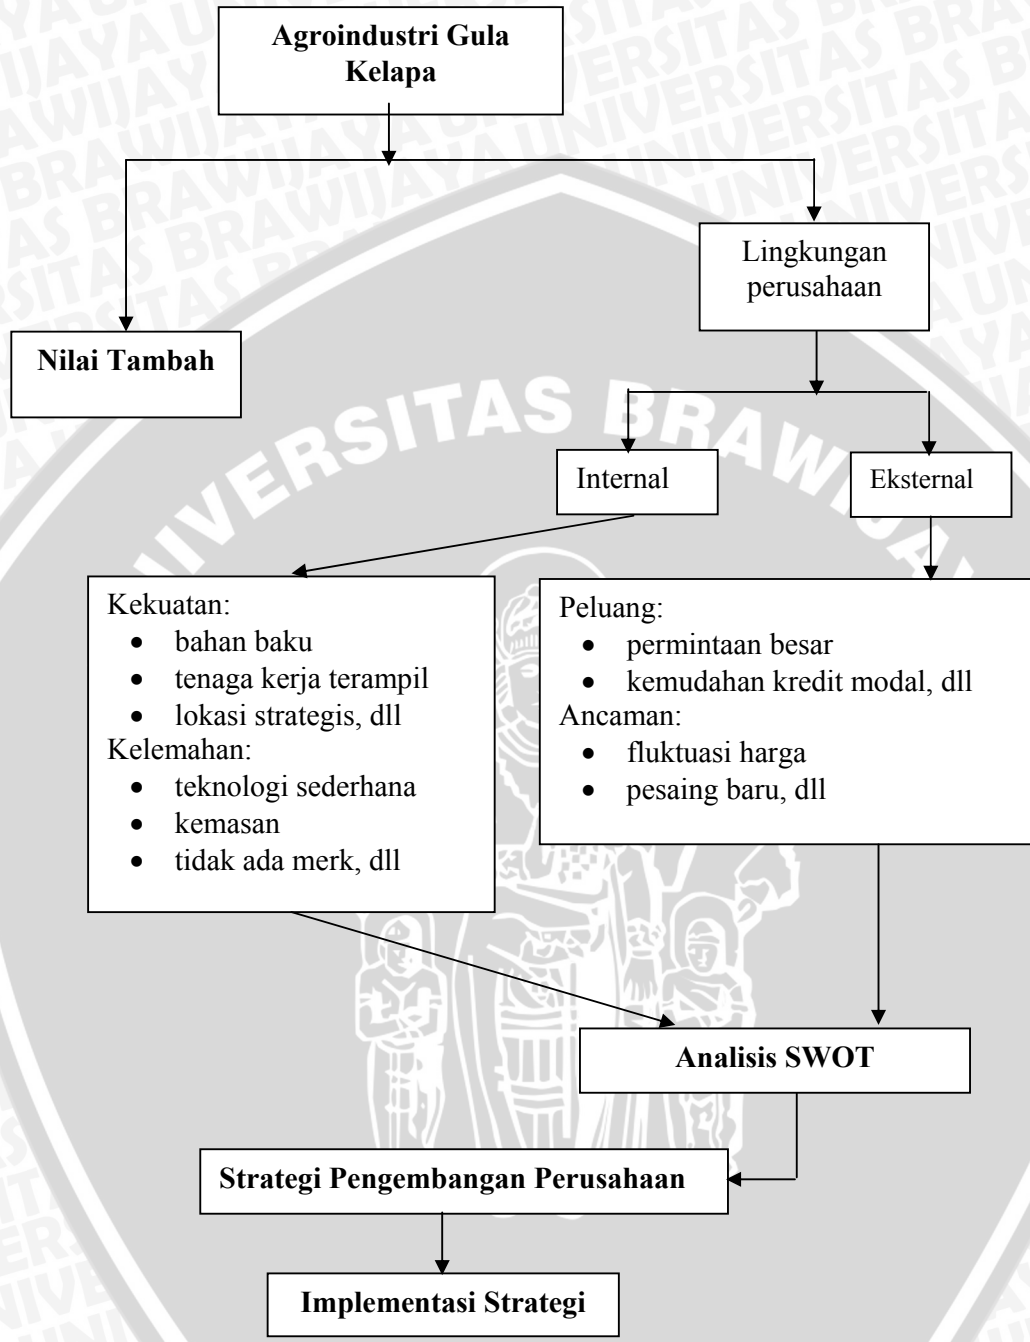 Agroindustri Gula
Kelapa
Lingkungan
perusahaan
Nilai Tambah
UNIVERSITAS BRAWIJAYA
Internal
Eksternal
Kekuatan:
• bahan baku
• tenaga kerja terampil
• lokasi strategis, dll
Kelemahan:
• teknologi sederhana
• kemasan
• tidak ada merk, dll
Peluang:
• permintaan besar
• kemudahan kredit modal, dll
Ancaman:
• fluktuasi harga
• pesaing baru, dll
Analisis SWOT
Strategi Pengembangan Perusahaan
Implementasi Strategi